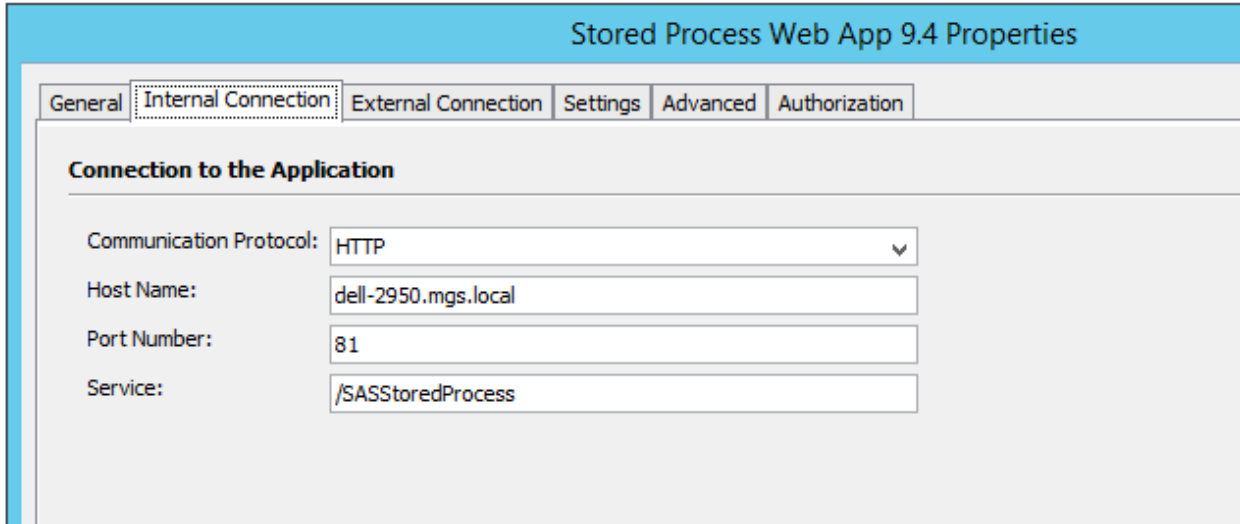 Stored Process Web App 9.4 Properties
General Internal Connection External Connection Settings Advanced Authorization
Connection to the Application
Communication Protocol: HTTP
Host Name: dell-2950.mgs.local
Port Number: 81
Service: /SASStoredProcess